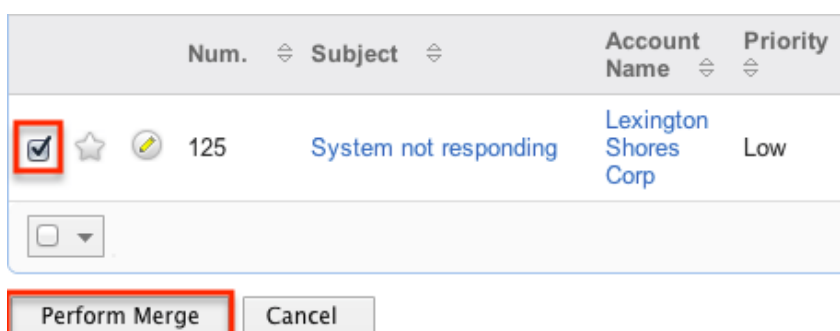 Num. Subject Account Name Priority
125 System not responding Lexington Shores Corp Low
Perform Merge Cancel